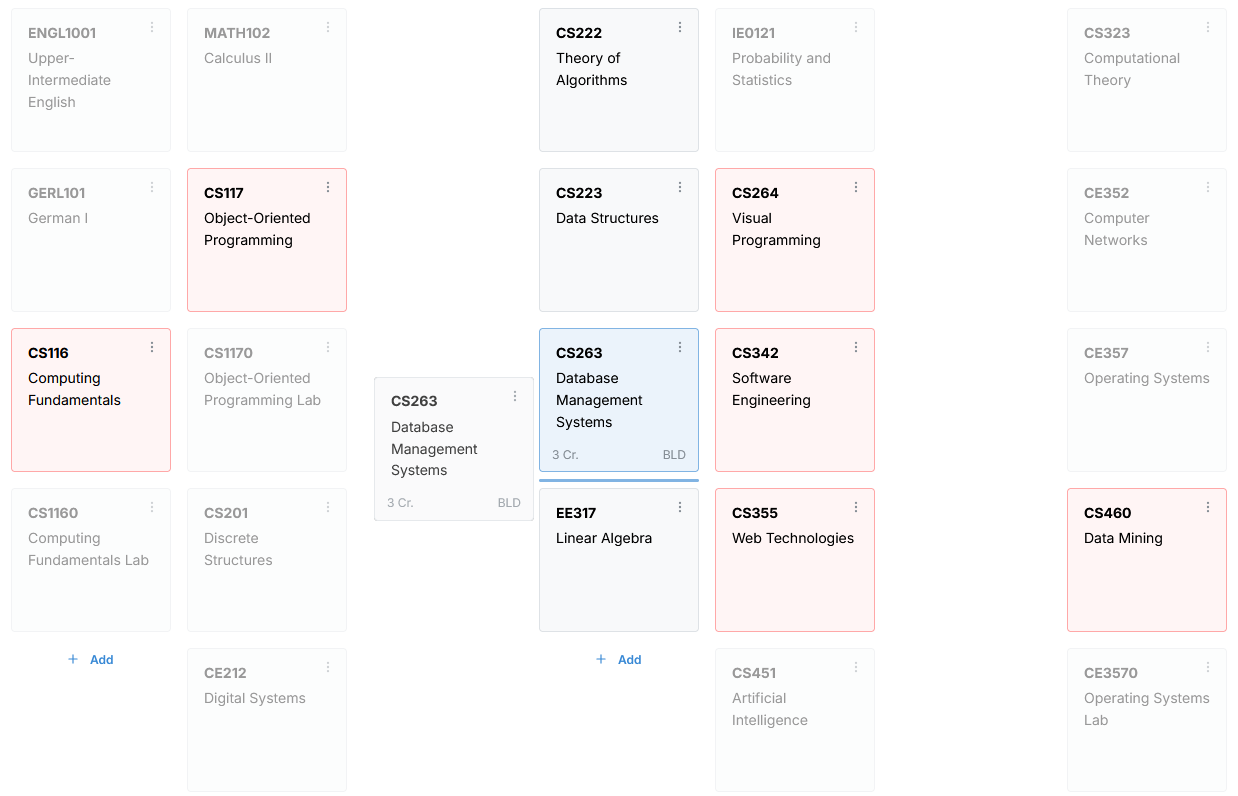 ENGL1001
Upper-
Intermediate
English
GERL101
German I
CS116
Computing
Fundamentals
CS1160
Computing
Fundamentals Lab
+ Add
MATH102
Calculus II
CS117
Object-Oriented
Programming
CS1170
Object-Oriented
Programming Lab
CS201
Discrete
Structures
CE212
Digital Systems
CS263
Database
Management
Systems
3 Cr. BLD
CS222
Theory of
Algorithms
CS223
Data Structures
CS263
Database
Management
Systems
3 Cr. BLD
EE317
Linear Algebra
+ Add
IE0121
Probability and
Statistics
CS264
Visual
Programming
CS342
Software
Engineering
CS355
Web Technologies
CS451
Artificial
Intelligence
CS323
Computational
Theory
CE352
Computer
Networks
CE357
Operating Systems
CS460
Data Mining
CE3570
Operating Systems
Lab